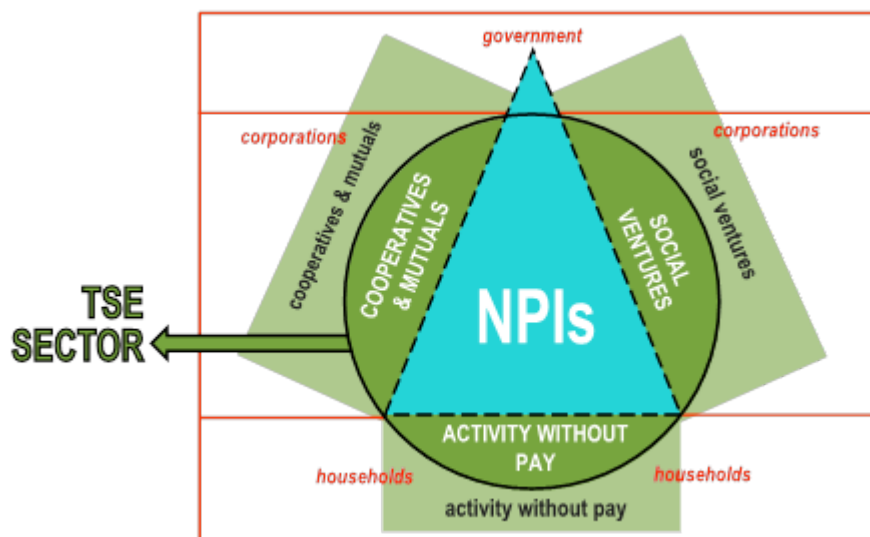 government
corporations
corporations
cooperatives & mutuals
social ventures
COOPERATIVES
& MUTUALS
SOCIAL
VENTURES
TSE
SECTOR
NPIs
ACTIVITY WITHOUT
PAY
households
households
activity without pay